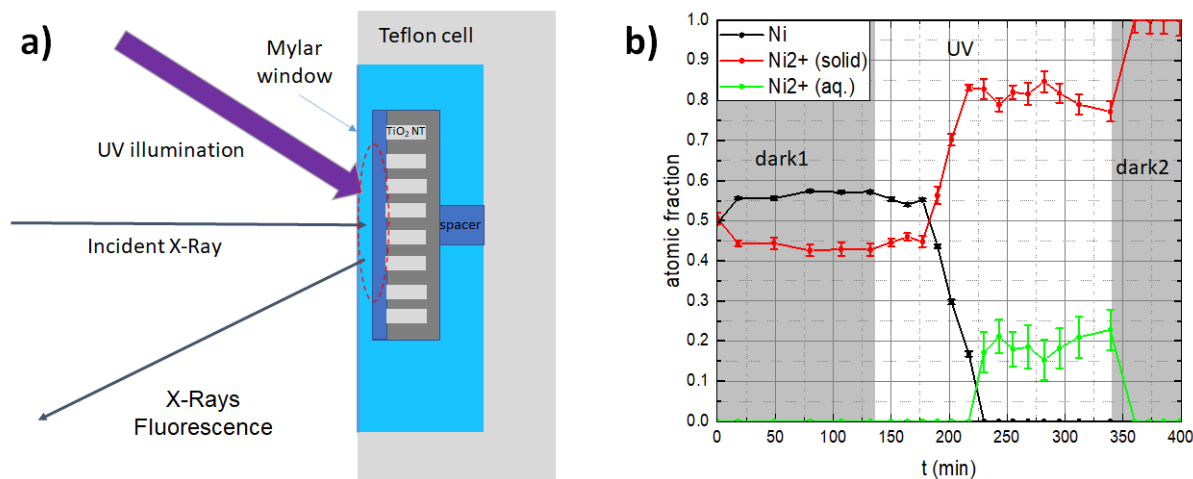 a)
Teflon cell
Mylar
window
TiO2 NT
UV illumination
spacer
Incident X-Ray
X-Rays
Fluorescence
b)
1.0
0.9
0.8
0.7
0.6
0.5
0.4
0.3
0.2
0.1
0.0
atomic fraction
Ni
Ni2+ (solid)
Ni2+ (aq.)
UV
dark1
dark2
0 50 100 150 200 250 300 350 400
t (min)